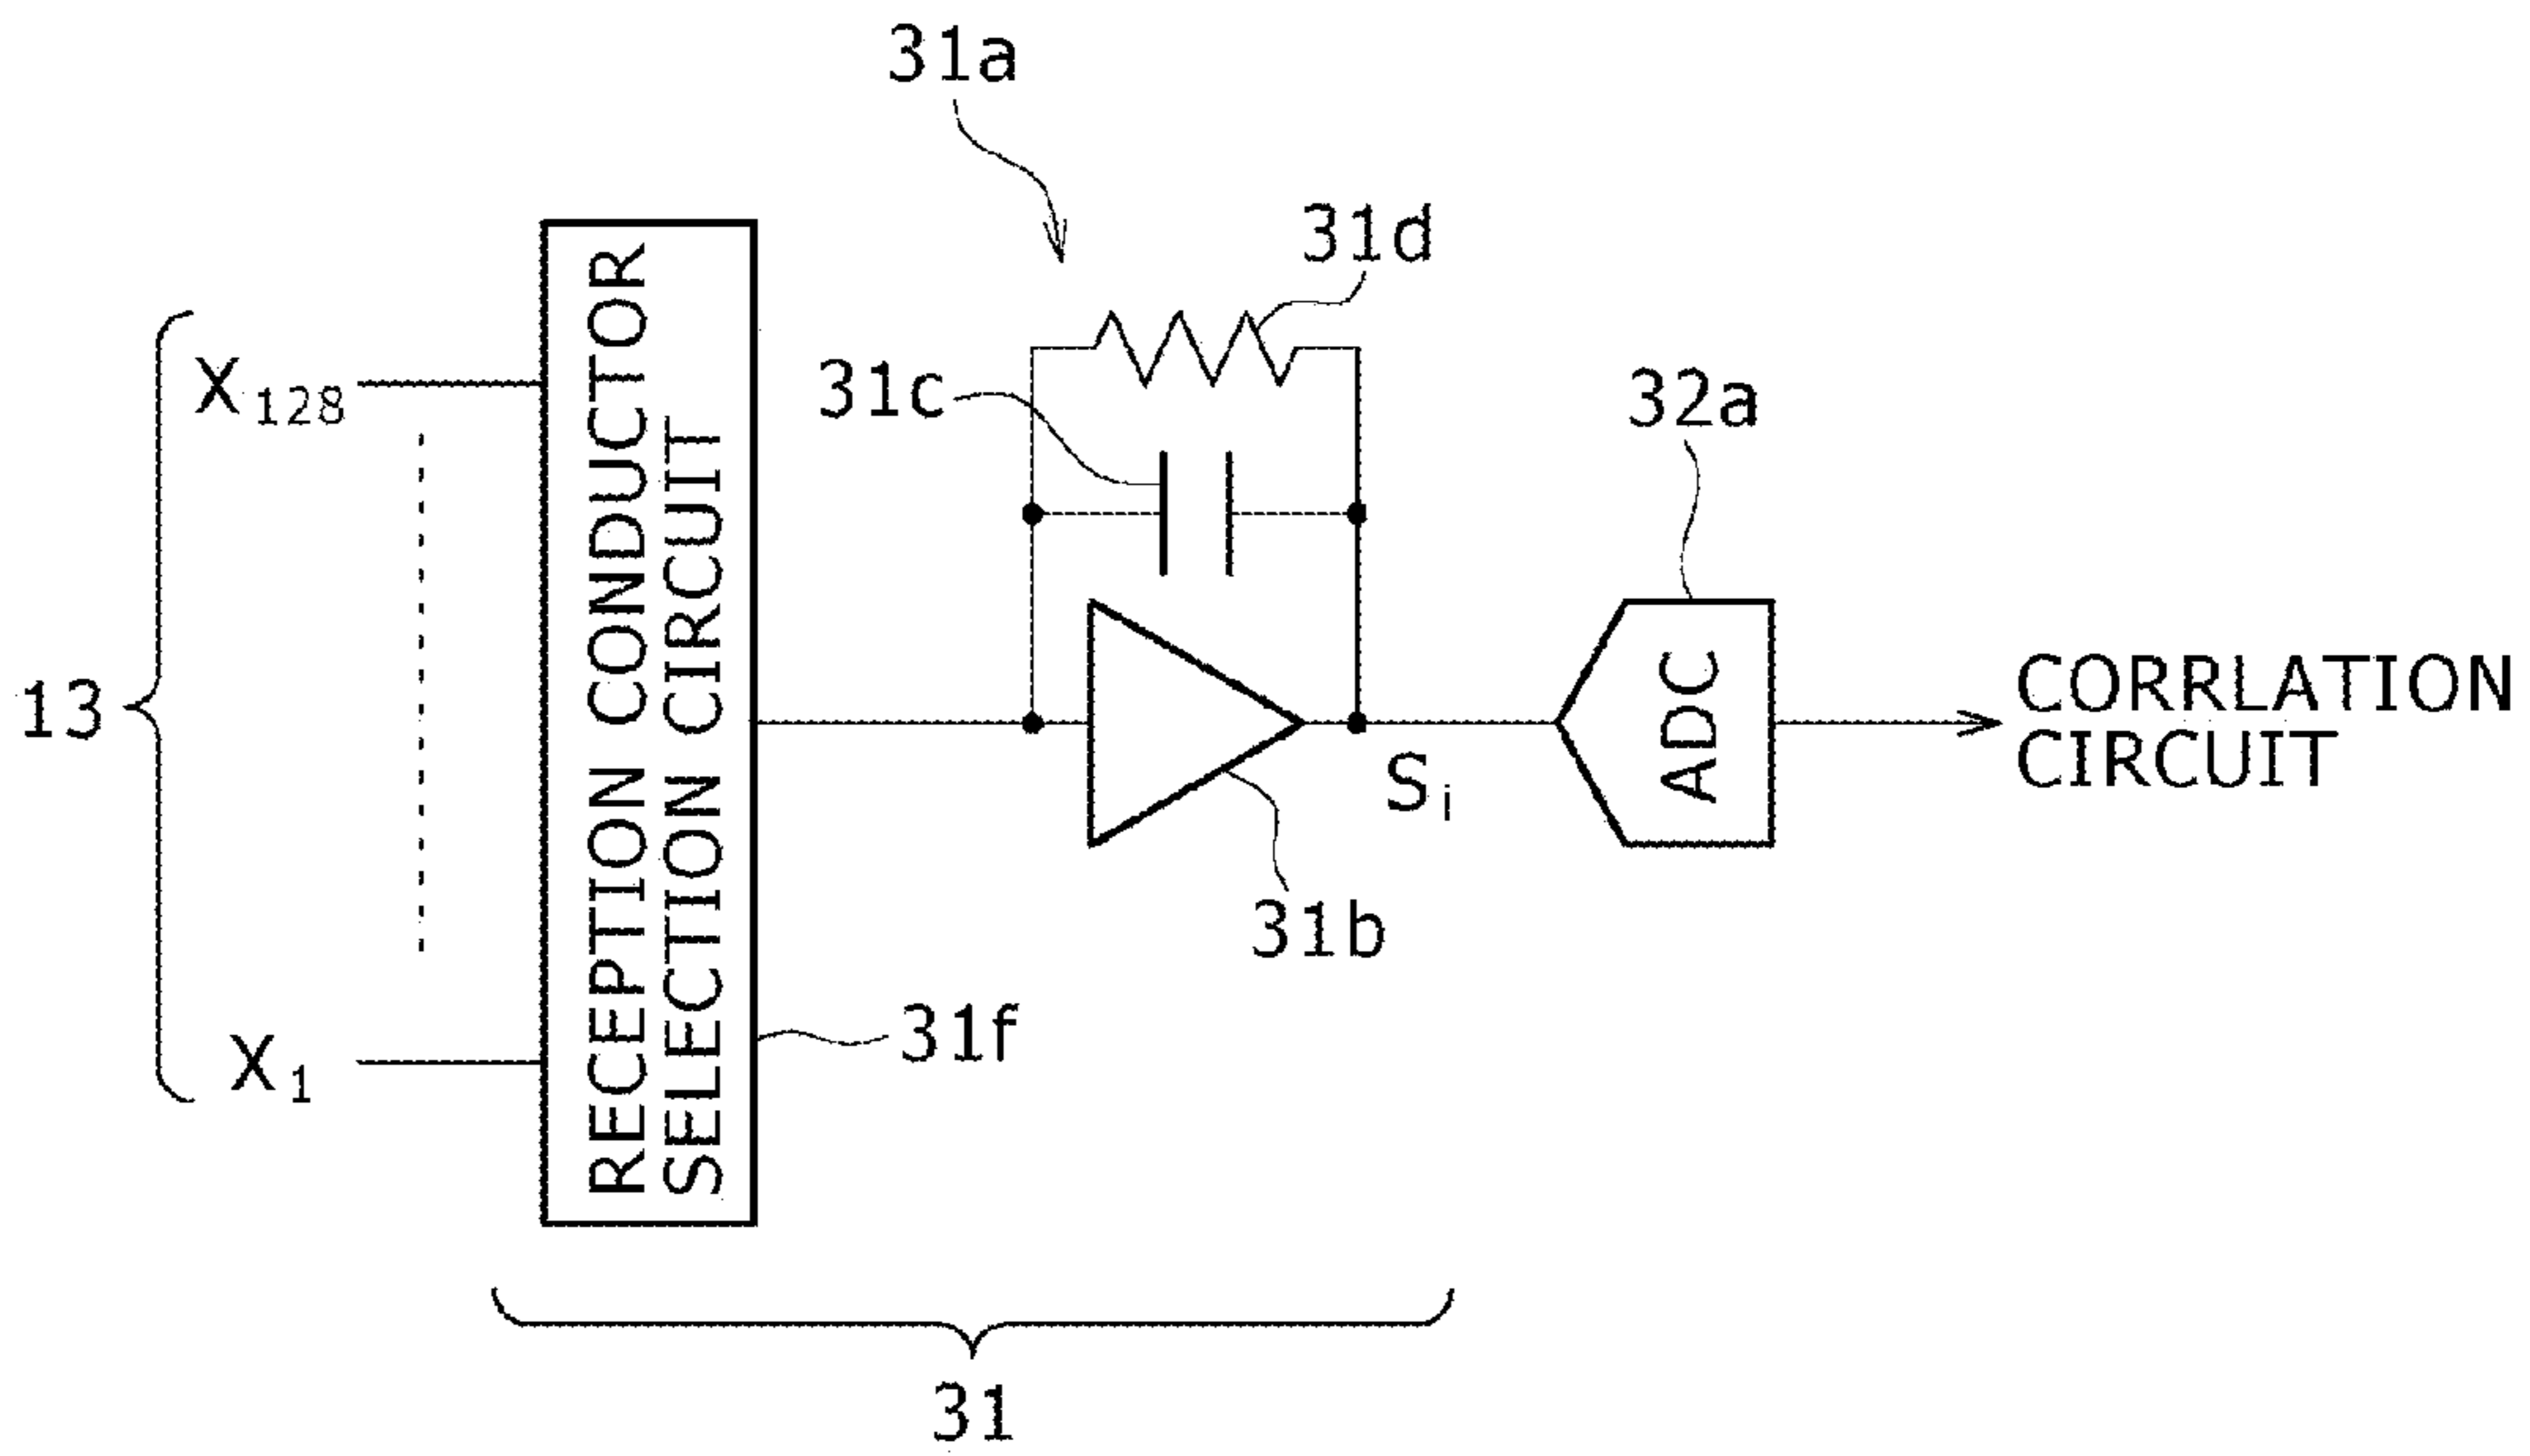 31a
31d
31c
32a
X128
RECEPTION CONDUCTOR
SELECTION CIRCUIT
13
ADC
CORRLATION
CIRCUIT
Si
31b
31f
X1
31